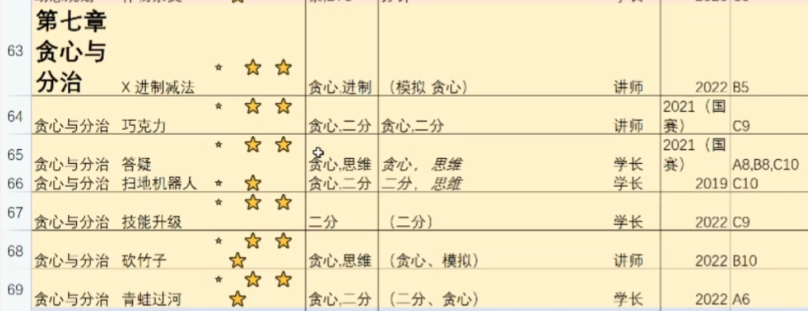 63 第七章贪心与分治 X 进制减法 贪心,进制 （模拟 贪心） 讲师 2022 B5
64 贪心与分治 巧克力 贪心,二分 贪心,二分 讲师 2021（国赛） C9
65 贪心与分治 答疑 贪心,思维 贪心， 思维 学长 2021（国赛） A8,B8,C10
66 贪心与分治 扫地机器人 贪心,二分 二分， 思维 学长 2019 C10
67 贪心与分治 技能升级 二分 （二分） 学长 2022 C9
68 贪心与分治 砍竹子 贪心,思维 （贪心、模拟） 讲师 2022 B10
69 贪心与分治 青蛙过河 贪心,二分 （二分、贪心） 学长 2022 A6